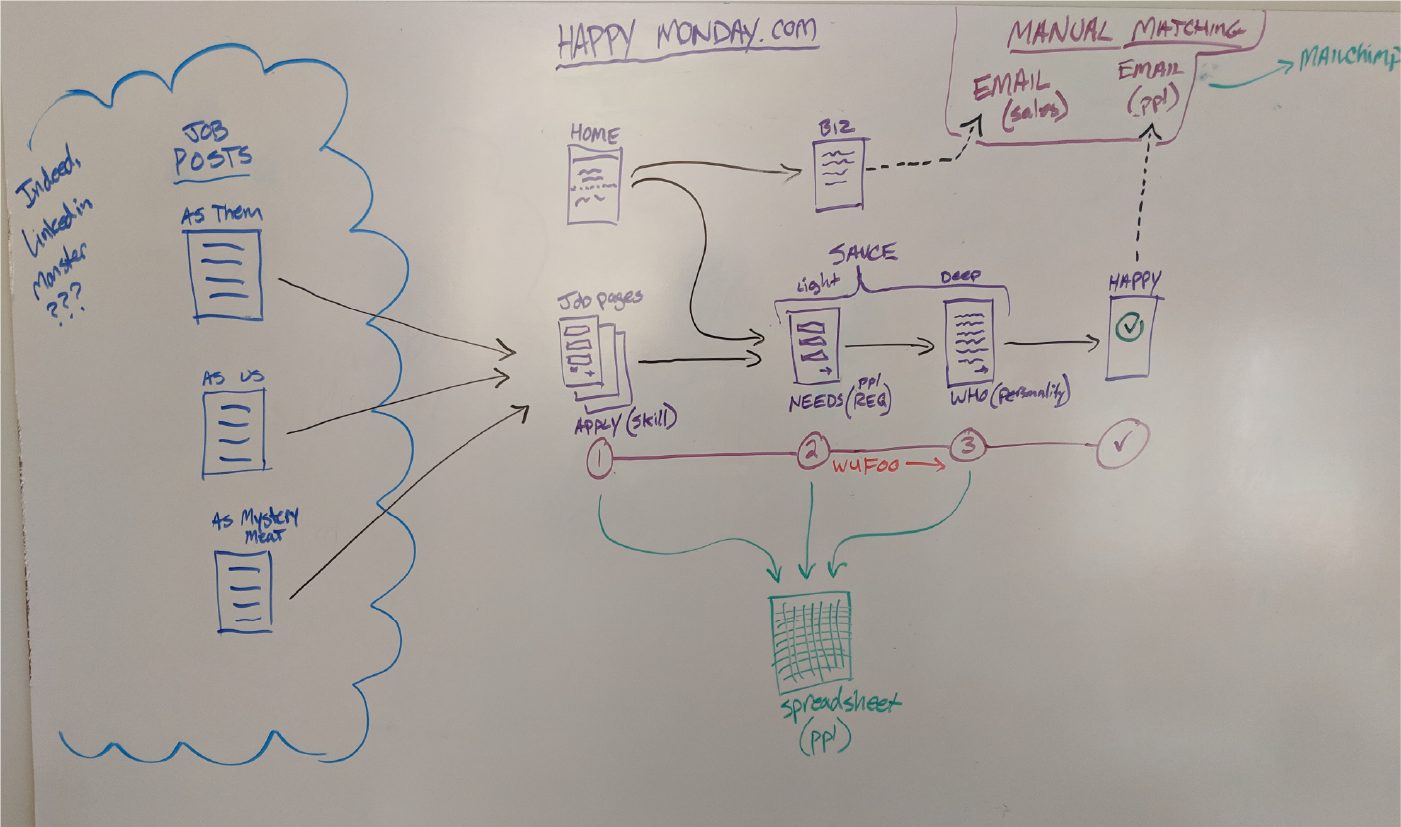 HAPPY MONDAY.COM
MANUAL MATCHING
EMAIL
(sales)
EMAIL
(ppl)
MAILchimp
Indeed,
Linkedin
Monster
???
JOB
POSTS
AS Them
AS US
AS Mystery
MEAT
HOME
BIZ
Job pages
APPLY (skill)
SAUCE
Light
DEEP
NEEDS (ppl
REQ)
WHO (Personality)
HAPPY
1
2
3
WUFOO
spreadsheet
(ppl)